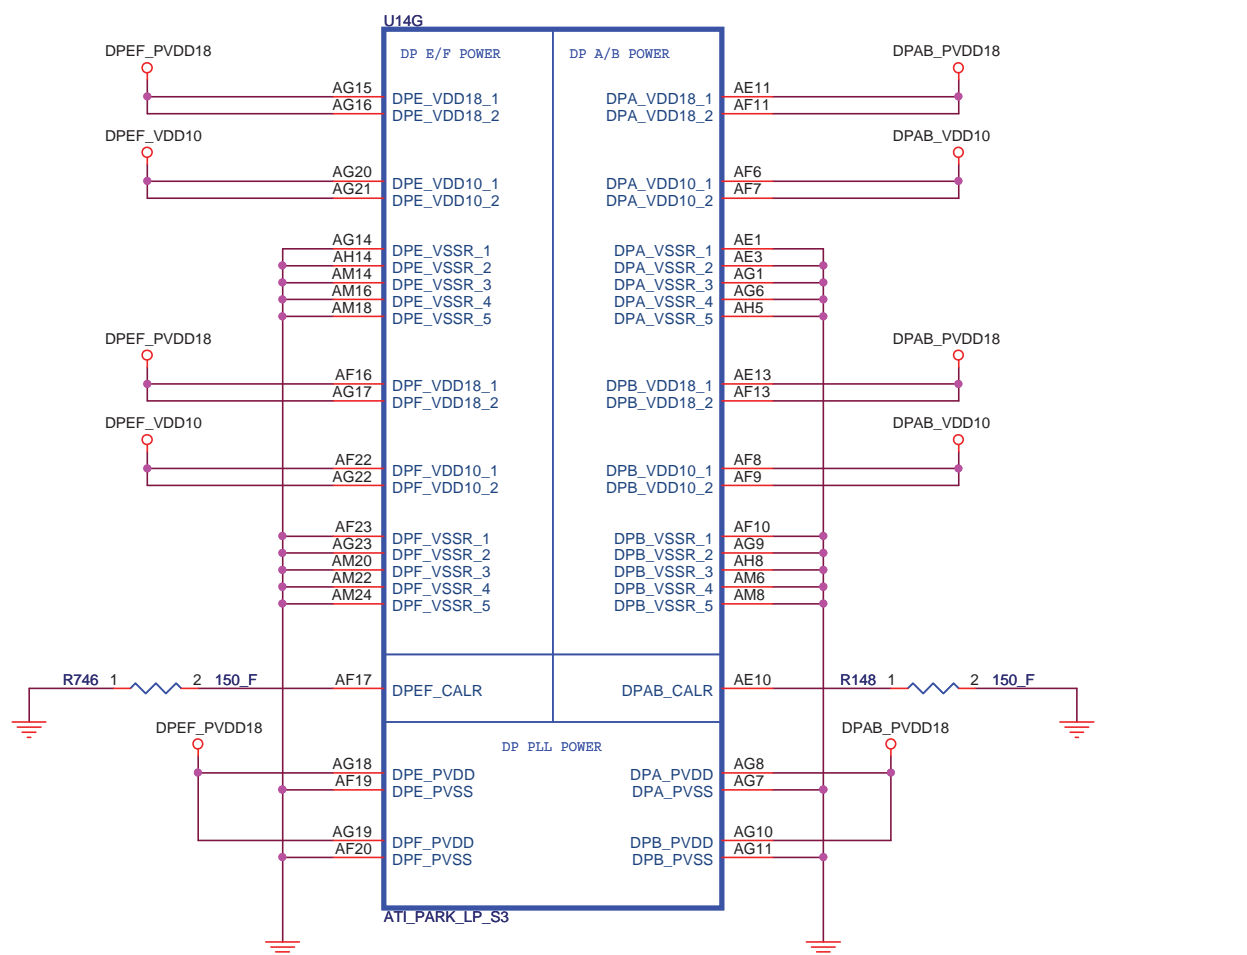 U14G
DP E/F POWER DP A/B POWER
DPEF_PVDD18 DPAB_PVDD18
AG15 DPE_VDD18_1 DPA_VDD18_1 AE11
AG16 DPE_VDD18_2 DPA_VDD18_2 AF11
DPEF_VDD10 DPAB_VDD10
AG20 DPE_VDD10_1 DPA_VDD10_1 AF6
AG21 DPE_VDD10_2 DPA_VDD10_2 AF7
AG14 DPE_VSSR_1 DPA_VSSR_1 AE1
AH14 DPE_VSSR_2 DPA_VSSR_2 AE3
AM14 DPE_VSSR_3 DPA_VSSR_3 AG1
AM16 DPE_VSSR_4 DPA_VSSR_4 AG6
AM18 DPE_VSSR_5 DPA_VSSR_5 AH5
DPEF_PVDD18 DPAB_PVDD18
AF16 DPF_VDD18_1 DPB_VDD18_1 AE13
AG17 DPF_VDD18_2 DPB_VDD18_2 AF13
DPEF_VDD10 DPAB_VDD10
AF22 DPF_VDD10_1 DPB_VDD10_1 AF8
AG22 DPF_VDD10_2 DPB_VDD10_2 AF9
AF23 DPF_VSSR_1 DPB_VSSR_1 AF10
AG23 DPF_VSSR_2 DPB_VSSR_2 AG9
AM20 DPF_VSSR_3 DPB_VSSR_3 AH8
AM22 DPF_VSSR_4 DPB_VSSR_4 AM6
AM24 DPF_VSSR_5 DPB_VSSR_5 AM8
R746 1 2 150_F AF17 DPEF_CALR DPAB_CALR AE10 R148 1 2 150_F
DPEF_PVDD18 DPAB_PVDD18
DP PLL POWER
AG18 DPE_PVDD DPA_PVDD AG8
AF19 DPE_PVSS DPA_PVSS AG7
AG19 DPF_PVDD DPB_PVDD AG10
AF20 DPF_PVSS DPB_PVSS AG11
ATI_PARK_LP_S3